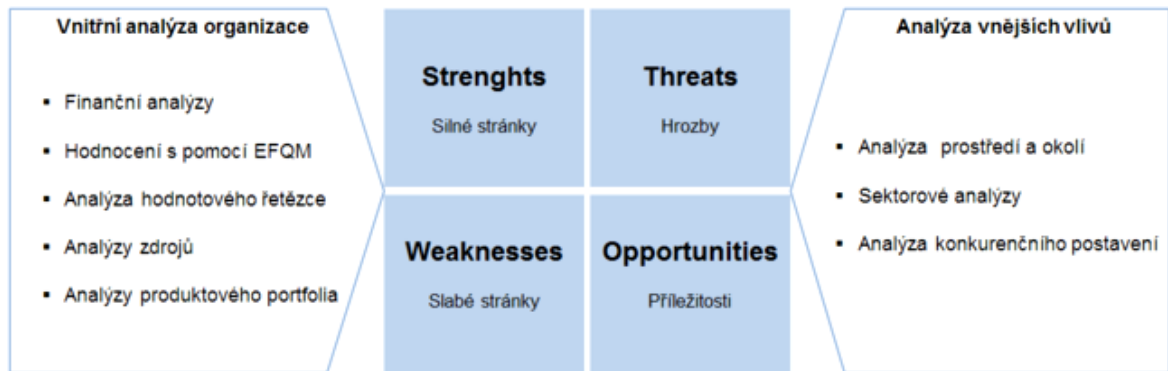 Vnitřní analýza organizace
▪ Finanční analýzy
▪ Hodnocení s pomocí EFQM
▪ Analýza hodnotového řetězce
▪ Analýzy zdrojů
▪ Analýzy produktového portfolia
Strenghts
Silné stránky
Threats
Hrozby
Weaknesses
Slabé stránky
Opportunities
Příležitosti
Analýza vnějších vlivů
▪ Analýza prostředí a okolí
▪ Sektorové analýzy
▪ Analýza konkurenčního postavení